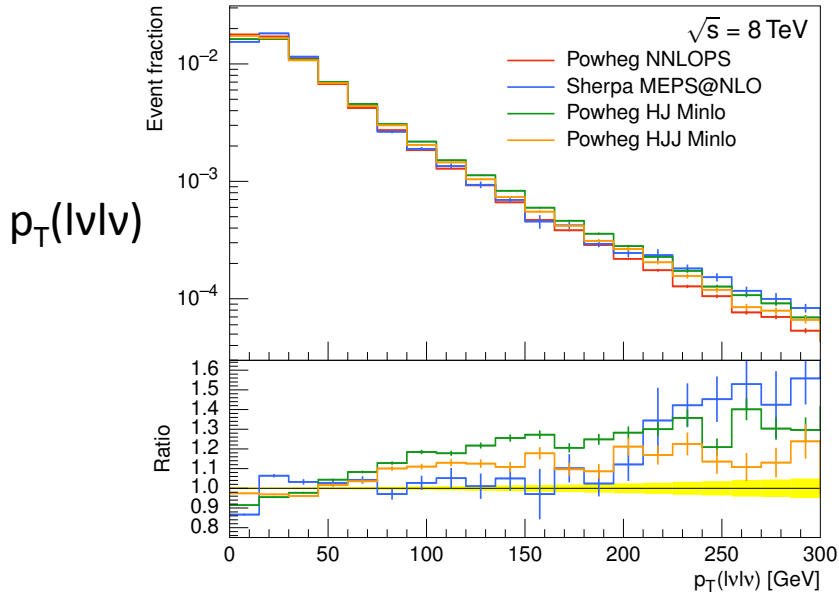 p_T(lνlν)
Event fraction
10⁻²
10⁻³
10⁻⁴
√s = 8 TeV
Powheg NNLOPS
Sherpa MEPS@NLO
Powheg HJ Minlo
Powheg HJJ Minlo
Ratio
1.6
1.5
1.4
1.3
1.2
1.1
1.0
0.9
0.8
0 50 100 150 200 250 300
p_T(lνlν) [GeV]